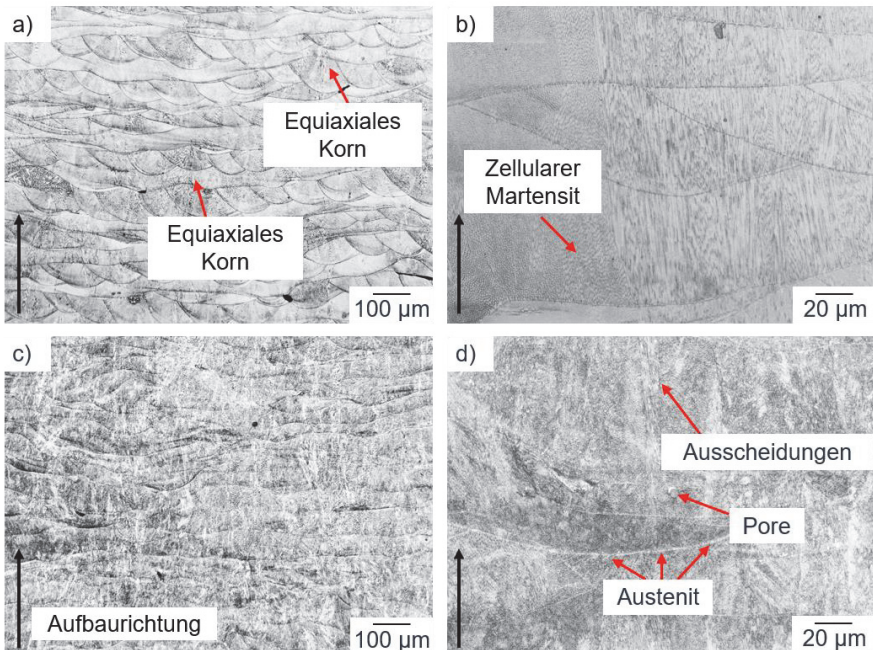 a)
Equiaxiales
Korn
Equiaxiales
Korn
100 µm
b)
Zellularer
Martensit
20 µm
c)
Aufbaurichtung
100 µm
d)
Ausscheidungen
Pore
Austenit
20 µm